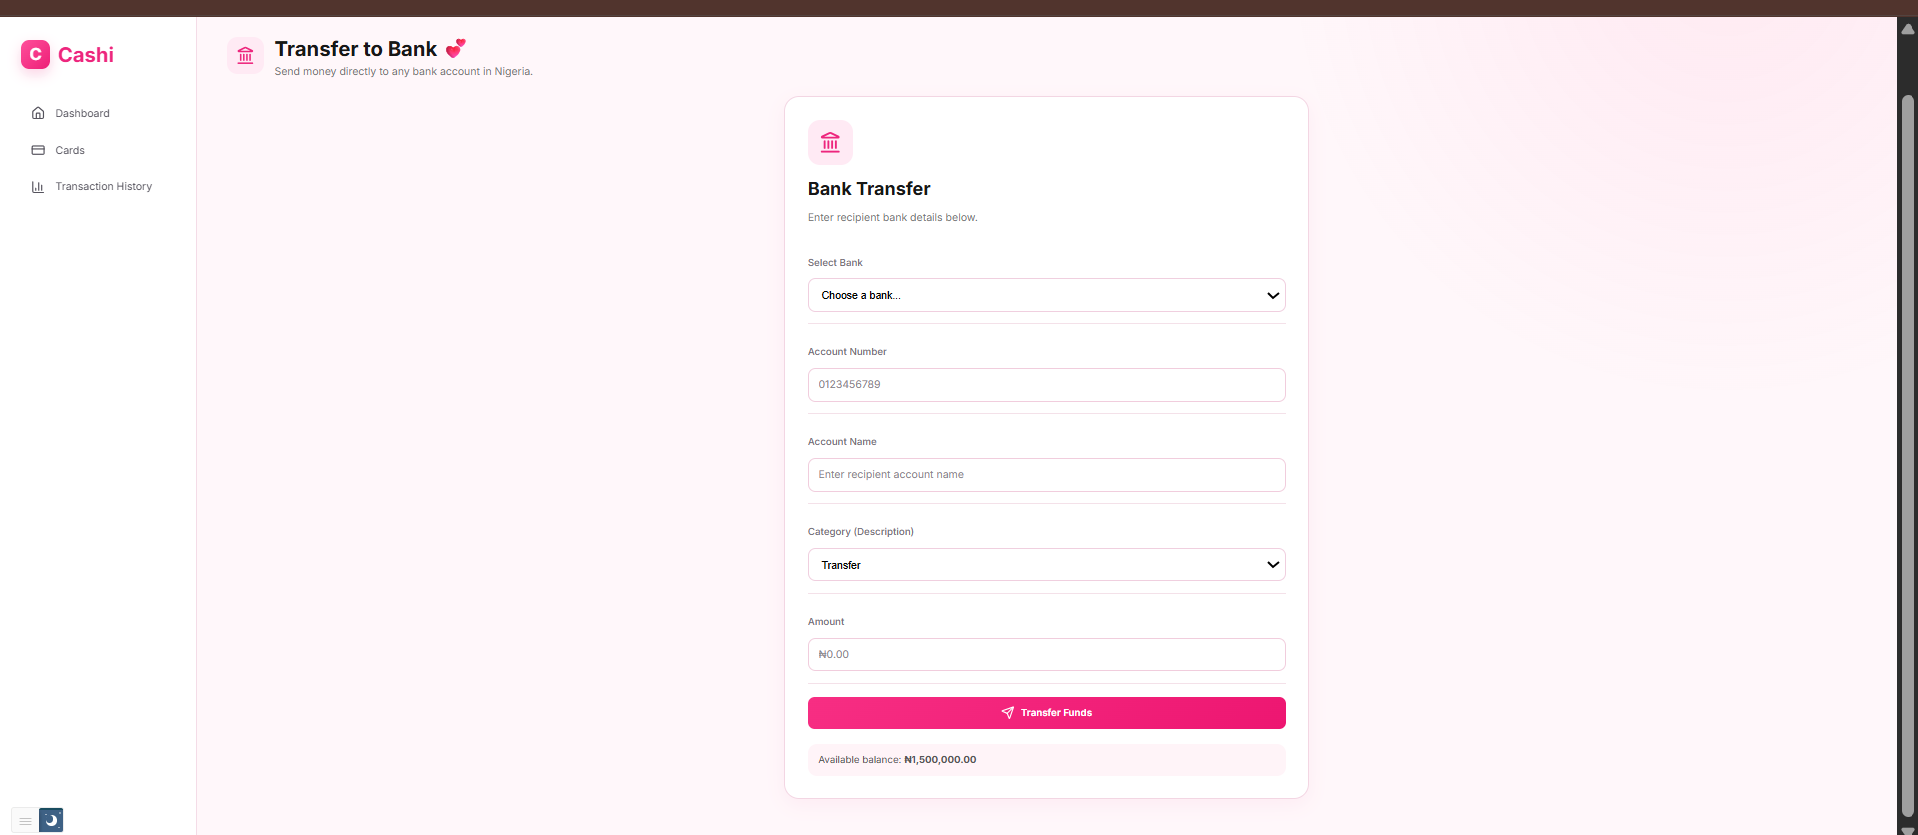 C Cashi
Dashboard
Cards
Transaction History
Transfer to Bank 💕
Send money directly to any bank account in Nigeria.
Bank Transfer
Enter recipient bank details below.
Select Bank
Choose a bank...
Account Number
0123456789
Account Name
Enter recipient account name
Category (Description)
Transfer
Amount
₦0.00
Transfer Funds
Available balance: ₦1,500,000.00